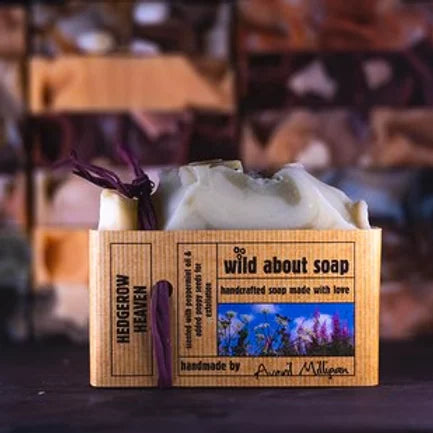 HEDGEROW
HEAVEN
scented with peppermint oil &
added poppy seeds for
exfoliation
wild about soap
handcrafted soap made with love
handmade by